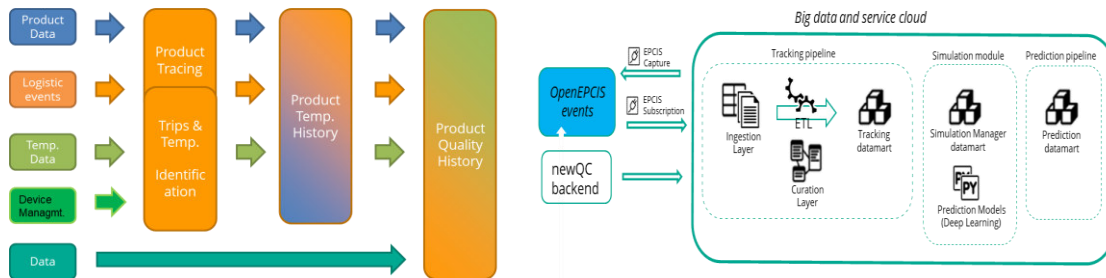 Product
Data
Logistic
events
Temp.
Data
Device
Managmt.
Data
Product
Tracing
Trips &
Temp.
Identific
ation
Product
Temp.
History
Product
Quality
History
Big data and service cloud
EPCIS
Capture
OpenEPCIS
events
EPCIS
Subscription
newQC
backend
Tracking pipeline
Ingestion
Layer
ETL
Curation
Layer
Tracking
datamart
Simulation module
Simulation Manager
datamart
PY
PY
Prediction Models
(Deep Learning)
Prediction pipeline
Prediction
datamart